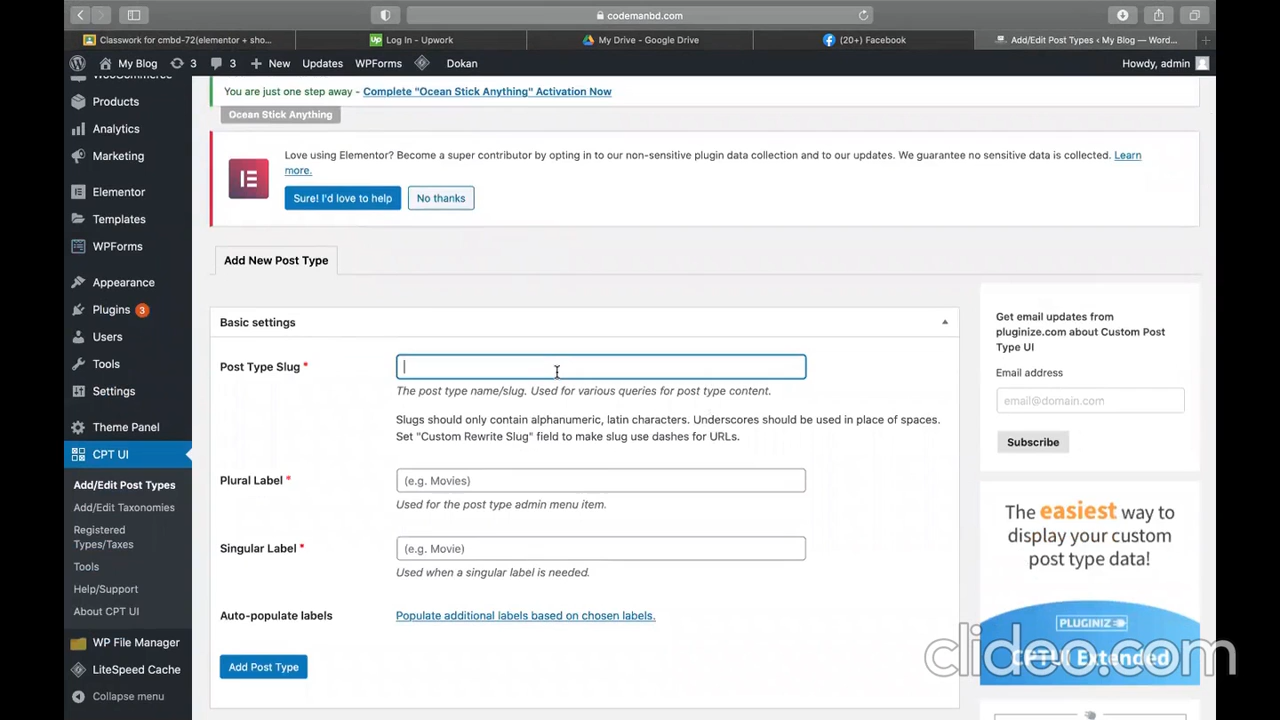 codemanbd.com
Classwork for cmbd-72(elementor + sho...
Log In - Upwork
My Drive - Google Drive
(20+) Facebook
Add/Edit Post Types < My Blog — Word...
My Blog
3
3
New
Updates
WPForms
Dokan
Howdy, admin
WooCommerce
Products
Analytics
Marketing
Elementor
Templates
WPForms
Appearance
Plugins 3
Users
Tools
Settings
Theme Panel
CPT UI
Add/Edit Post Types
Add/Edit Taxonomies
Registered
Types/Taxes
Tools
Help/Support
About CPT UI
WP File Manager
LiteSpeed Cache
Collapse menu
You are just one step away - Complete "Ocean Stick Anything" Activation Now
Ocean Stick Anything
Love using Elementor? Become a super contributor by opting in to our non-sensitive plugin data collection and to our updates. We guarantee no sensitive data is collected. Learn
more.
Sure! I'd love to help
No thanks
Add New Post Type
Basic settings
Post Type Slug *
The post type name/slug. Used for various queries for post type content.
Slugs should only contain alphanumeric, latin characters. Underscores should be used in place of spaces.
Set "Custom Rewrite Slug" field to make slug use dashes for URLs.
Plural Label *
(e.g. Movies)
Used for the post type admin menu item.
Singular Label *
(e.g. Movie)
Used when a singular label is needed.
Auto-populate labels
Populate additional labels based on chosen labels.
Add Post Type
Get email updates from
pluginize.com about Custom Post
Type UI
Email address
email@domain.com
Subscribe
The easiest way to
display your custom
post type data!
PLUGINIZ
CPTUI Extended
clideo.com